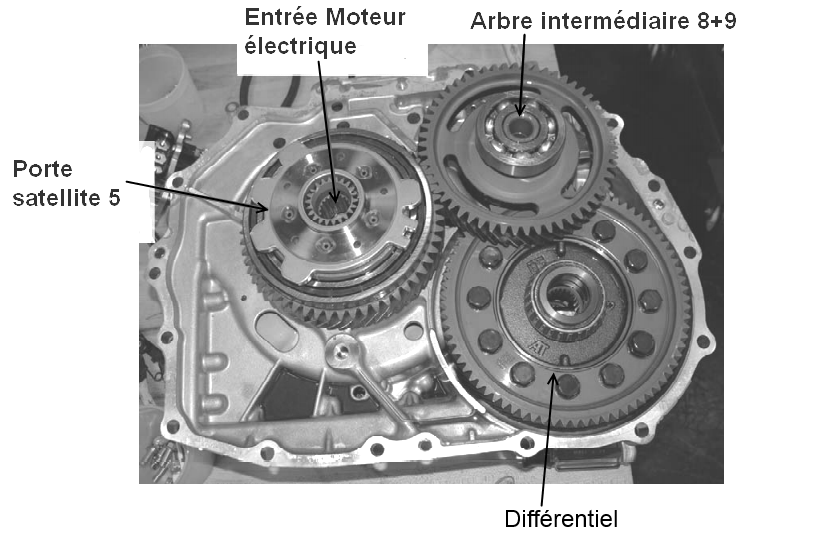 Entrée Moteur
électrique
Arbre intermédiaire 8+9
Porte
satellite 5
Différentiel